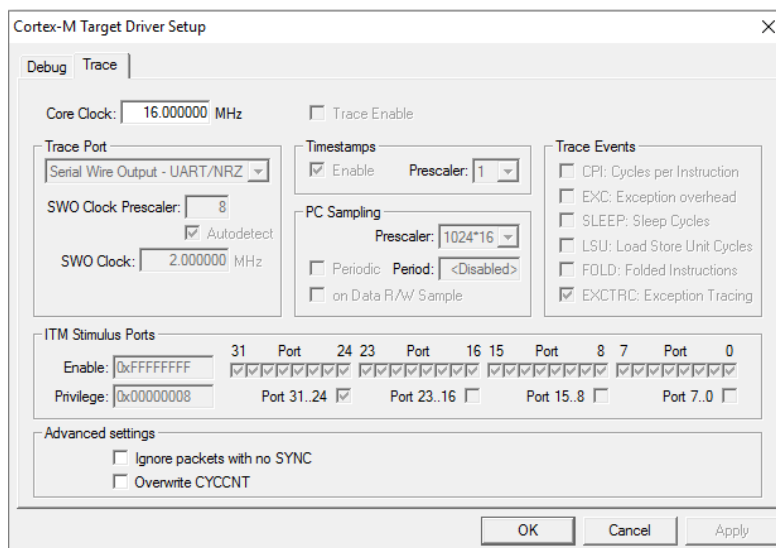 Cortex-M Target Driver Setup
Debug Trace
Core Clock: 16.000000 MHz Trace Enable
Trace Port Timestamps Trace Events
Serial Wire Output - UART/NRZ Enable Prescaler: 1 CPI: Cycles per Instruction
SWO Clock Prescaler: 8 EXC: Exception overhead
PC Sampling SLEEP: Sleep Cycles
Autodetect Prescaler: 1024*16 LSU: Load Store Unit Cycles
SWO Clock: 2.000000 MHz Periodic Period: <Disabled> FOLD: Folded Instructions
on Data R/W Sample EXCTRC: Exception Tracing
ITM Stimulus Ports
31 Port 24 23 Port 16 15 Port 8 7 Port 0
Enable: 0xFFFFFFFF
Privilege: 0x00000008 Port 31..24 Port 23..16 Port 15..8 Port 7..0
Advanced settings
Ignore packets with no SYNC
Overwrite CYCCNT
OK Cancel Apply